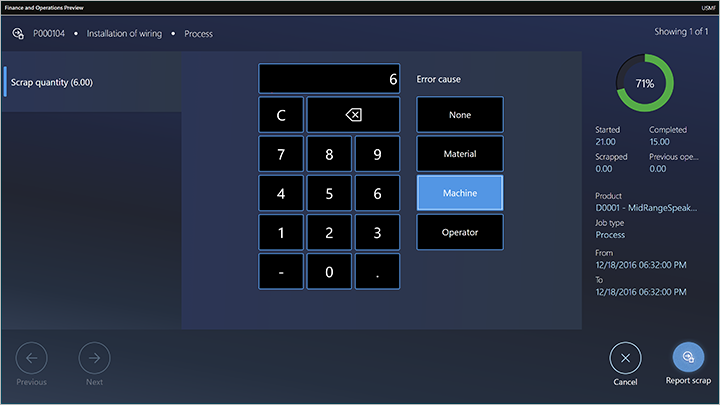 Finance and Operations Preview
USMF
P000104 • Installation of wiring • Process
Showing 1 of 1
Scrap quantity (6.00)
6
C
7 8 9
4 5 6
1 2 3
- 0 .
Error cause
None
Material
Machine
Operator
71%
Started Completed
21.00 15.00
Scrapped Previous ope...
0.00 0.00
Product
D0001 - MidRangeSpeak...
Job type
Process
From
12/18/2016 06:32:00 PM
To
12/18/2016 06:32:00 PM
Previous
Next
Cancel
Report scrap